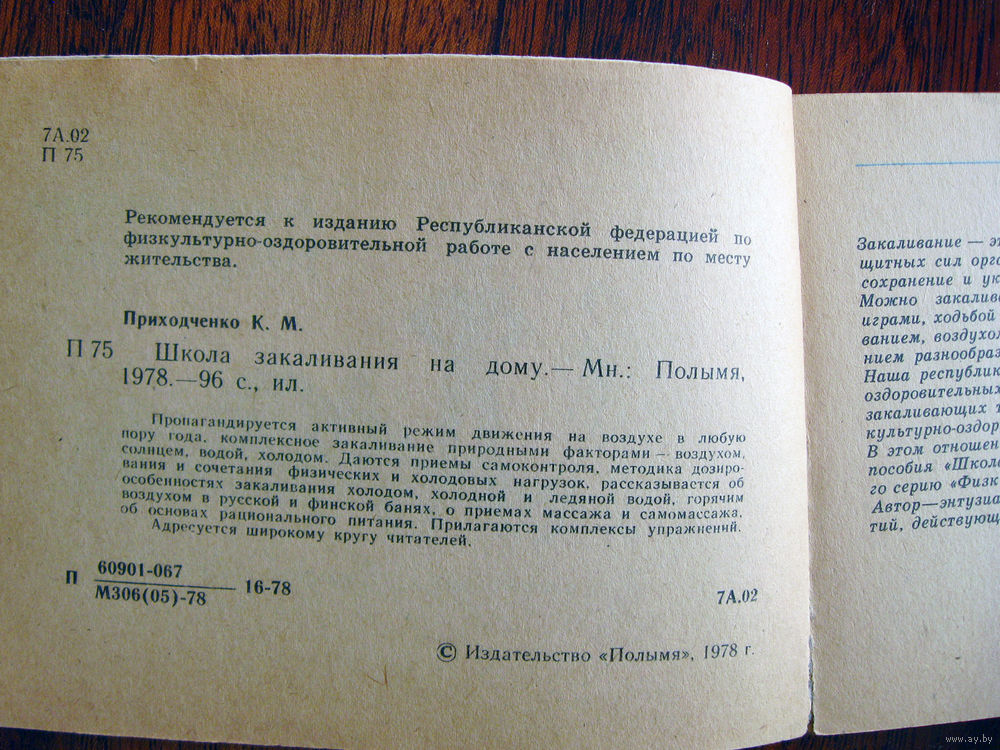 7А.02
П 75
Рекомендуется к изданию Республиканской федерацией по
физкультурно-оздоровительной работе с населением по месту
жительства.
Приходченко К. М.
П 75 Школа закаливания на дому.— Мн.: Полымя,
1978.—96 с., ил.
Пропагандируется активный режим движения на воздухе в любую
пору года, комплексное закаливание природными факторами — воздухом,
солнцем, водой, холодом. Даются приемы самоконтроля, методика дозиро-
вания и сочетания физических и холодовых нагрузок, рассказывается об
особенностях закаливания холодом, холодной и ледяной водой, горячим
воздухом в русской и финской банях, о приемах массажа и самомассажа,
об основах рационального питания. Прилагаются комплексы упражнений.
Адресуется широкому кругу читателей.
П 60901-067
М306(05)-78 16-78
7А.02
© Издательство «Полымя», 1978 г.
Закаливание — э
щитных сил орга
сохранение и ук
Можно закалив
играми, ходьбой
ванием, воздухо
нием разнообраз
Наша республик
оздоровительных
закаливающих т
культурно-оздор
В этом отношен
пособия «Школа
го серию «Физк
Автор—энтузиа
тий, действующ
www.ay.by